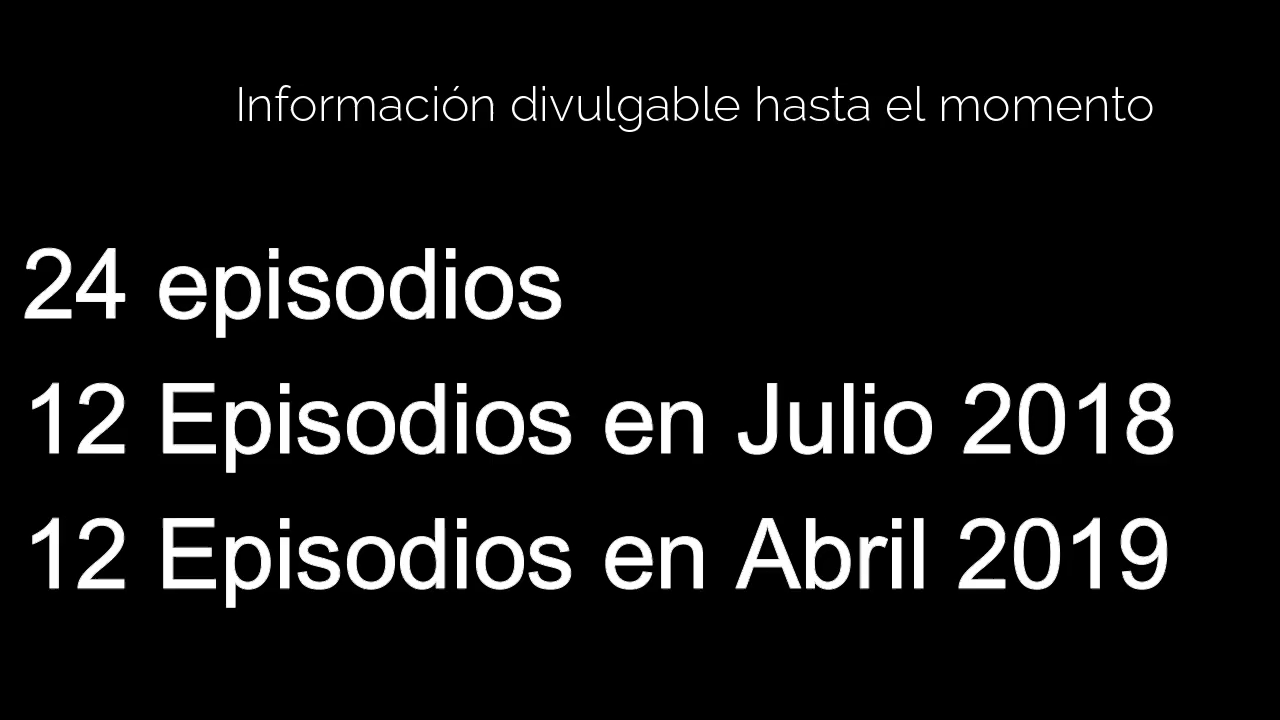 Información divulgable hasta el momento
24 episodios
12 Episodios en Julio 2018
12 Episodios en Abril 2019